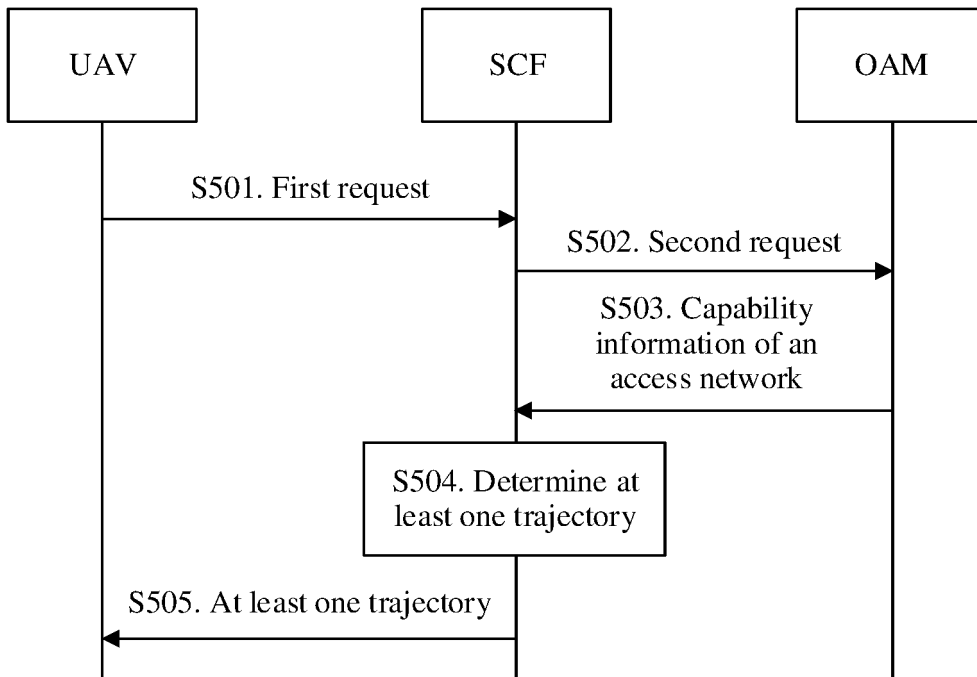 UAV
SCF
OAM
S501. First request
S502. Second request
S503. Capability
information of an
access network
S504. Determine at
least one trajectory
S505. At least one trajectory